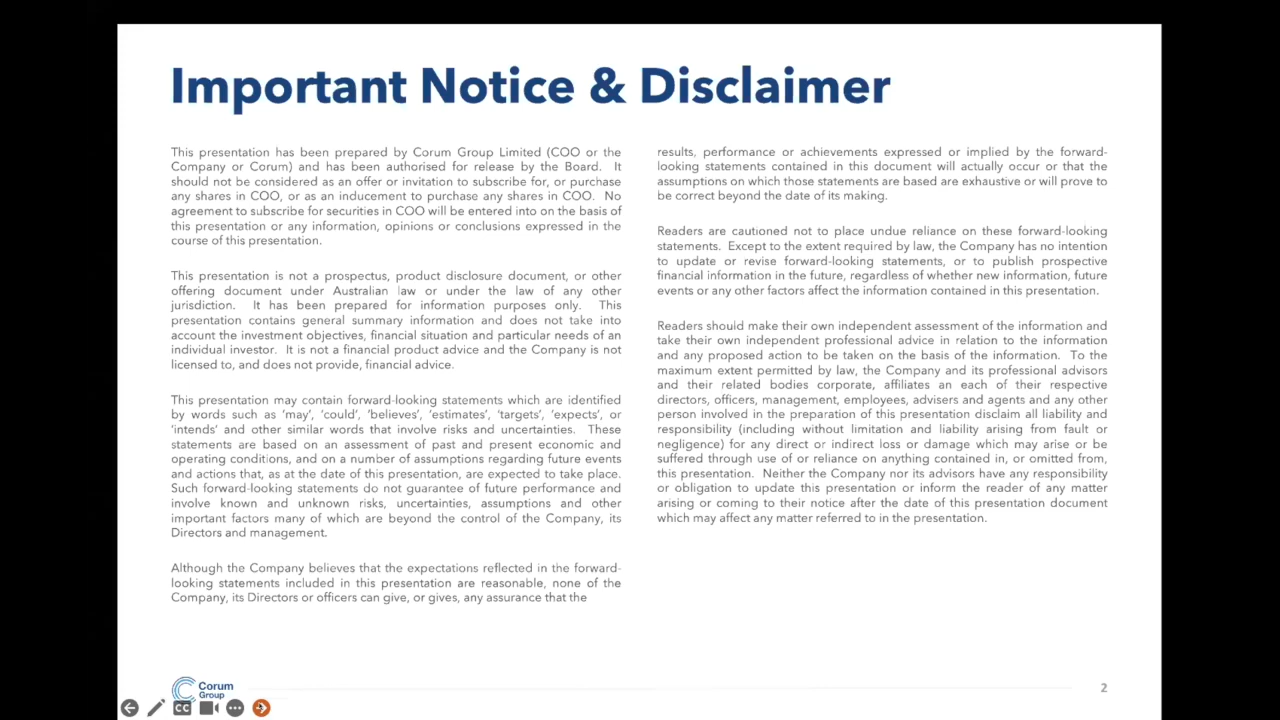 Important Notice & Disclaimer
This presentation has been prepared by Corum Group Limited (COO or the
Company or Corum) and has been authorised for release by the Board. It
should not be considered as an offer or invitation to subscribe for, or purchase
any shares in COO, or as an inducement to purchase any shares in COO. No
agreement to subscribe for securities in COO will be entered into on the basis of
this presentation or any information, opinions or conclusions expressed in the
course of this presentation.
This presentation is not a prospectus, product disclosure document, or other
offering document under Australian law or under the law of any other
jurisdiction. It has been prepared for information purposes only. This
presentation contains general summary information and does not take into
account the investment objectives, financial situation and particular needs of an
individual investor. It is not a financial product advice and the Company is not
licensed to, and does not provide, financial advice.
This presentation may contain forward-looking statements which are identified
by words such as ‘may’, ‘could’, ‘believes’, ‘estimates’, ‘targets’, ‘expects’, or
‘intends’ and other similar words that involve risks and uncertainties. These
statements are based on an assessment of past and present economic and
operating conditions, and on a number of assumptions regarding future events
and actions that, as at the date of this presentation, are expected to take place.
Such forward-looking statements do not guarantee of future performance and
involve known and unknown risks, uncertainties, assumptions and other
important factors many of which are beyond the control of the Company, its
Directors and management.
Although the Company believes that the expectations reflected in the forward-
looking statements included in this presentation are reasonable, none of the
Company, its Directors or officers can give, or gives, any assurance that the
results, performance or achievements expressed or implied by the forward-
looking statements contained in this document will actually occur or that the
assumptions on which those statements are based are exhaustive or will prove to
be correct beyond the date of its making.
Readers are cautioned not to place undue reliance on these forward-looking
statements. Except to the extent required by law, the Company has no intention
to update or revise forward-looking statements, or to publish prospective
financial information in the future, regardless of whether new information, future
events or any other factors affect the information contained in this presentation.
Readers should make their own independent assessment of the information and
take their own independent professional advice in relation to the information
and any proposed action to be taken on the basis of the information. To the
maximum extent permitted by law, the Company and its professional advisors
and their related bodies corporate, affiliates an each of their respective
directors, officers, management, employees, advisers and agents and any other
person involved in the preparation of this presentation disclaim all liability and
responsibility (including without limitation and liability arising from fault or
negligence) for any direct or indirect loss or damage which may arise or be
suffered through use of or reliance on anything contained in, or omitted from,
this presentation. Neither the Company nor its advisors have any responsibility
or obligation to update this presentation or inform the reader of any matter
arising or coming to their notice after the date of this presentation document
which may affect any matter referred to in the presentation.
Corum
Group
2
CC